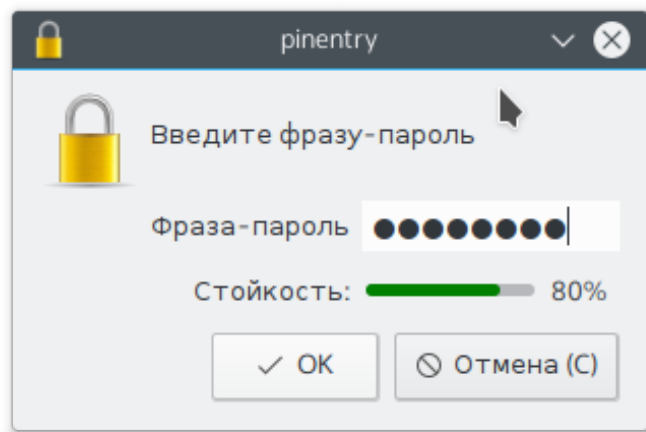 pinentry
Введите фразу-пароль
Фраза-пароль ●●●●●●●●
Стойкость: 80%
OK Отмена (C)